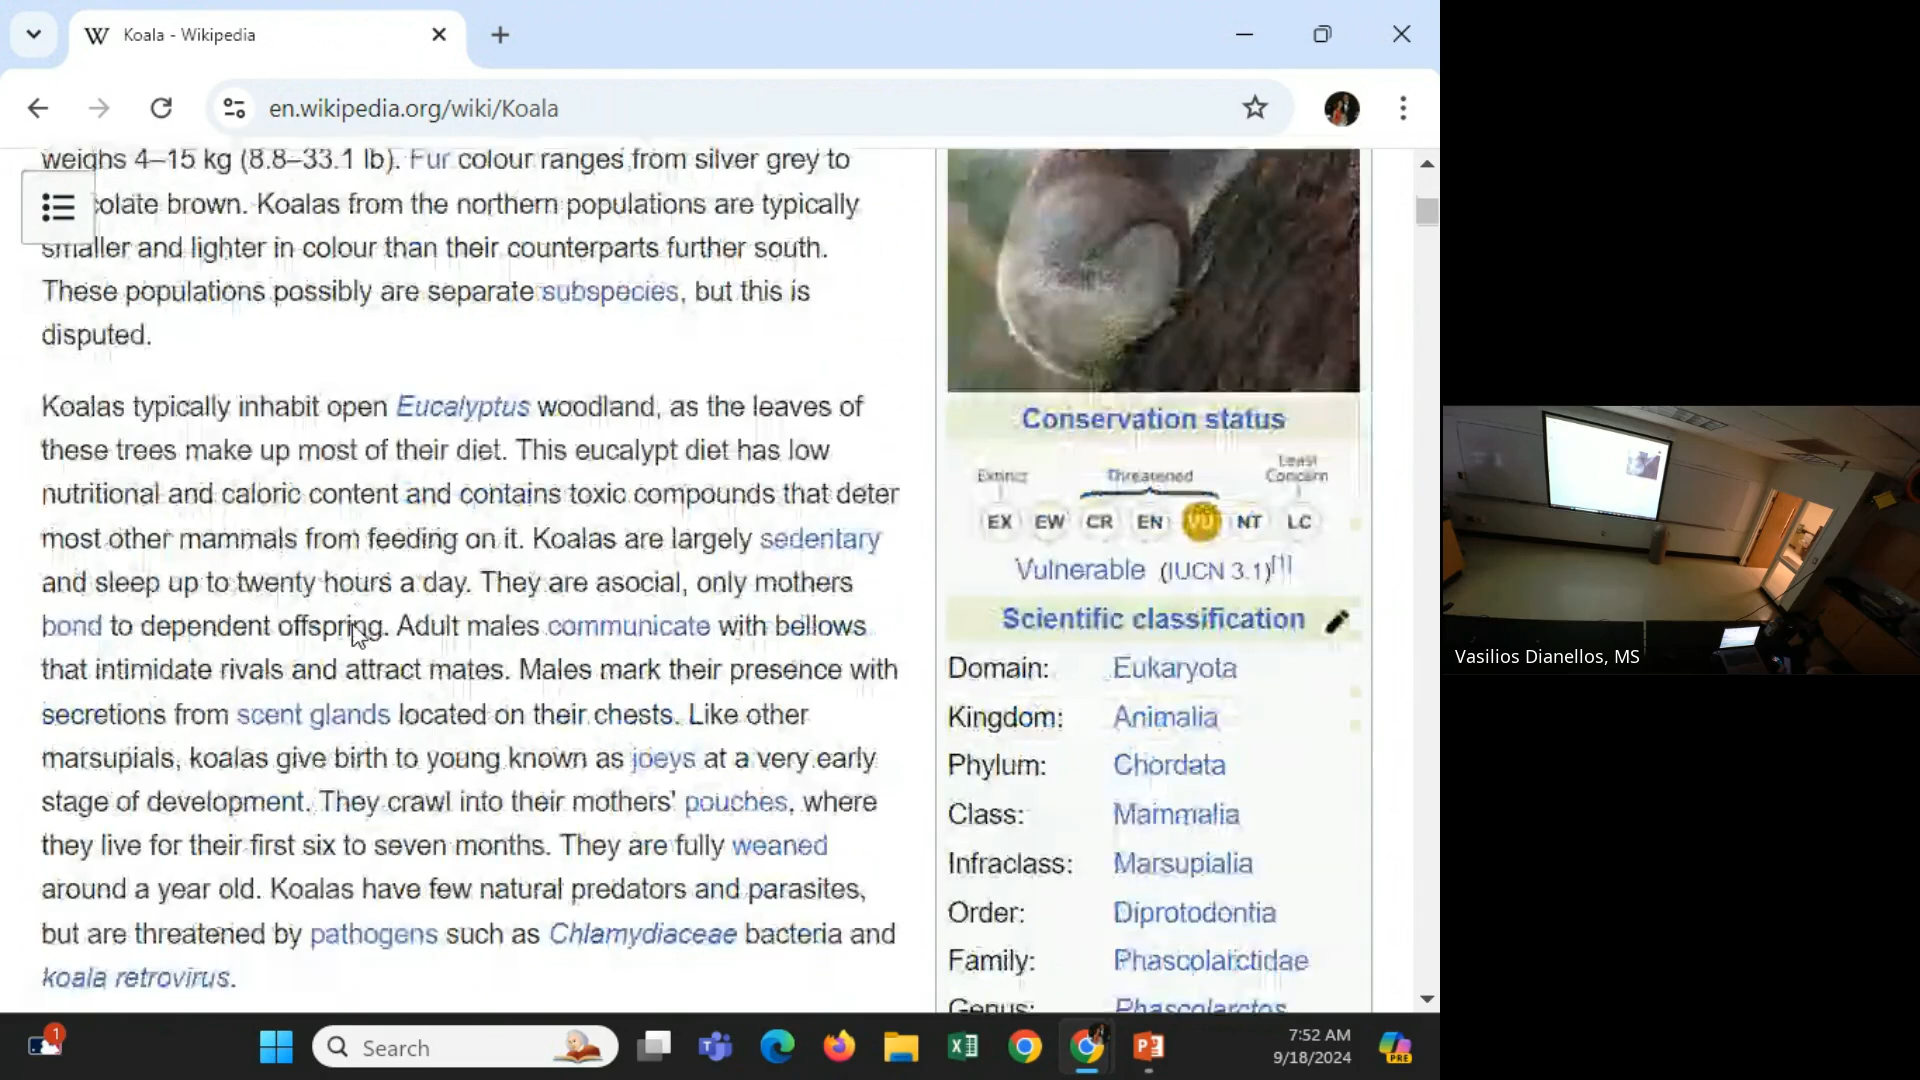 Koala - Wikipedia
en.wikipedia.org/wiki/Koala
weighs 4–15 kg (8.8–33.1 lb). Fur colour ranges from silver grey to
colate brown. Koalas from the northern populations are typically
smaller and lighter in colour than their counterparts further south.
These populations possibly are separate subspecies, but this is
disputed.
Koalas typically inhabit open Eucalyptus woodland, as the leaves of
these trees make up most of their diet. This eucalypt diet has low
nutritional and caloric content and contains toxic compounds that deter
most other mammals from feeding on it. Koalas are largely sedentary
and sleep up to twenty hours a day. They are asocial, only mothers
bond to dependent offspring. Adult males communicate with bellows
that intimidate rivals and attract mates. Males mark their presence with
secretions from scent glands located on their chests. Like other
marsupials, koalas give birth to young known as joeys at a very early
stage of development. They crawl into their mothers' pouches, where
they live for their first six to seven months. They are fully weaned
around a year old. Koalas have few natural predators and parasites,
but are threatened by pathogens such as Chlamydiaceae bacteria and
koala retrovirus.
Conservation status
Extinct Threatened Least Concern
EX EW CR EN VU NT LC
Vulnerable (IUCN 3.1)[1]
Scientific classification
Domain: Eukaryota
Kingdom: Animalia
Phylum: Chordata
Class: Mammalia
Infraclass: Marsupialia
Order: Diprotodontia
Family: Phascolarctidae
Genus: Phascolarctos
Vasilios Dianellos, MS
1
Search
7:52 AM
9/18/2024
PRE